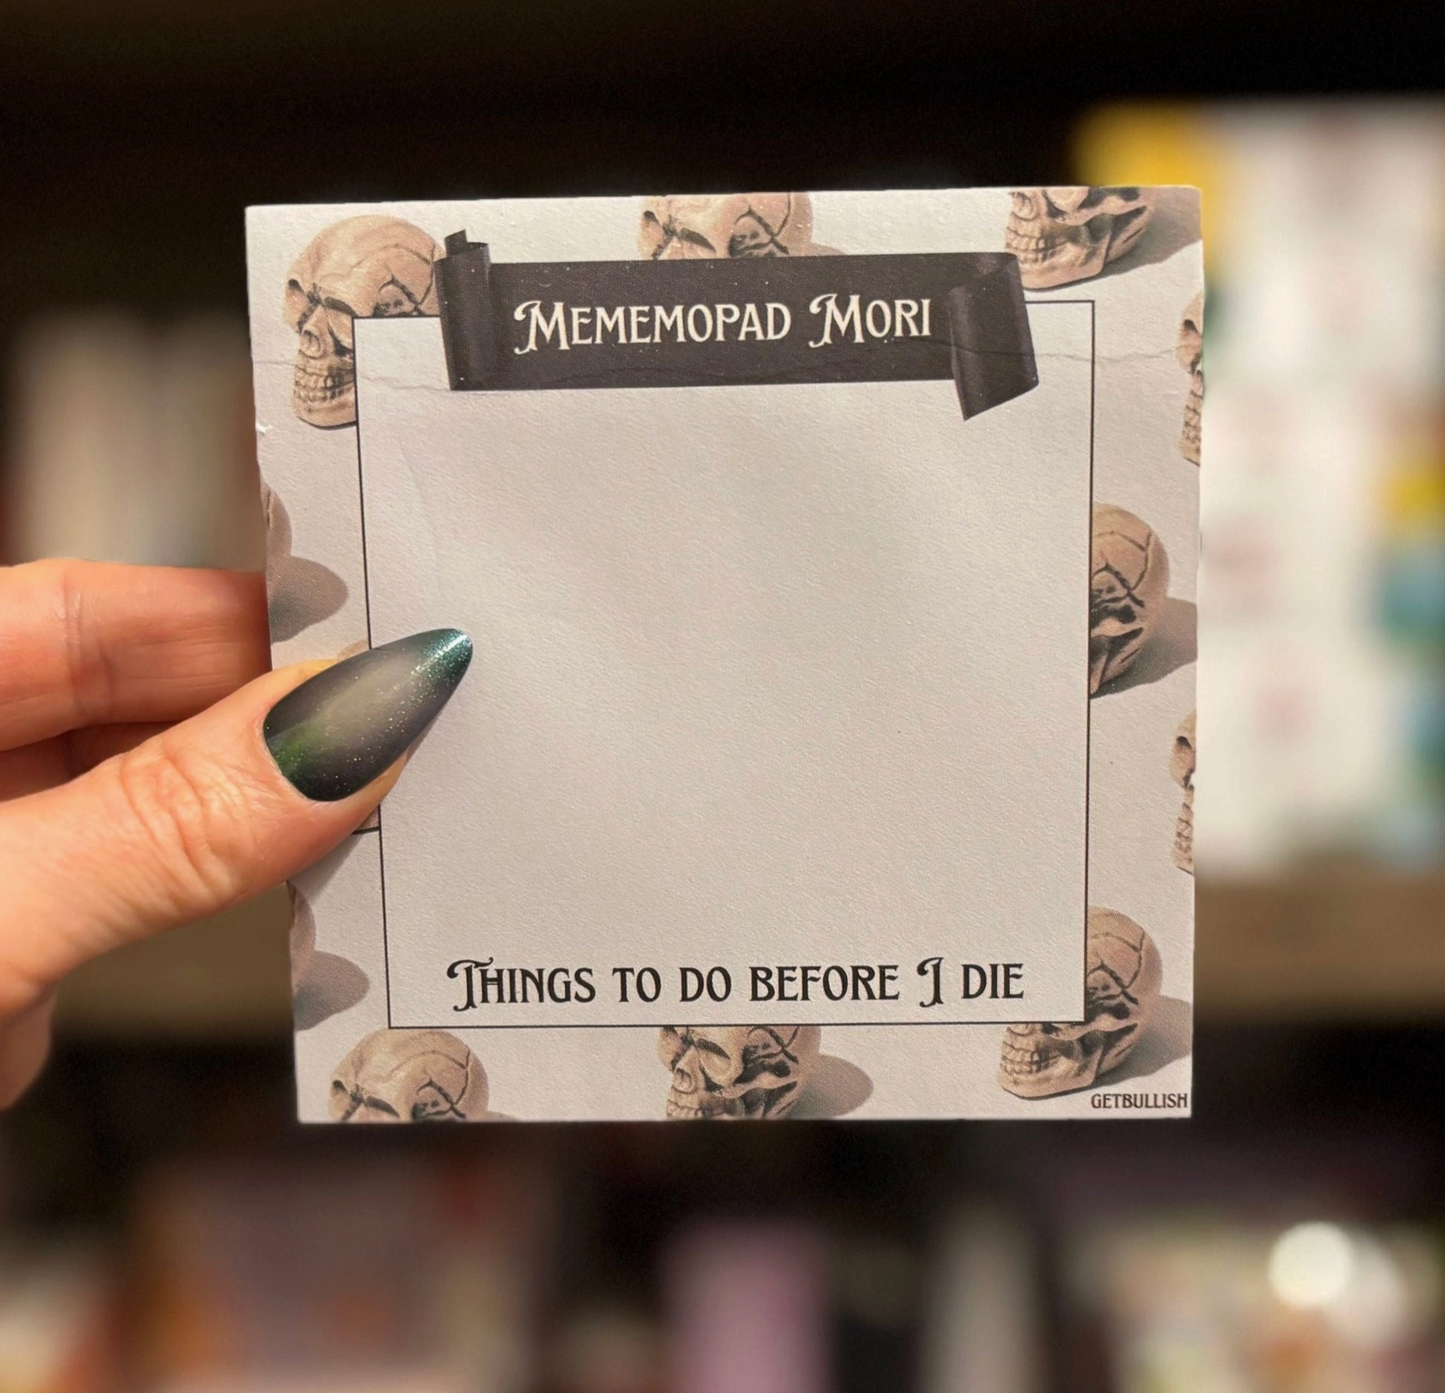 Mememopad Mori
Things to do before I die
GETBULLISH